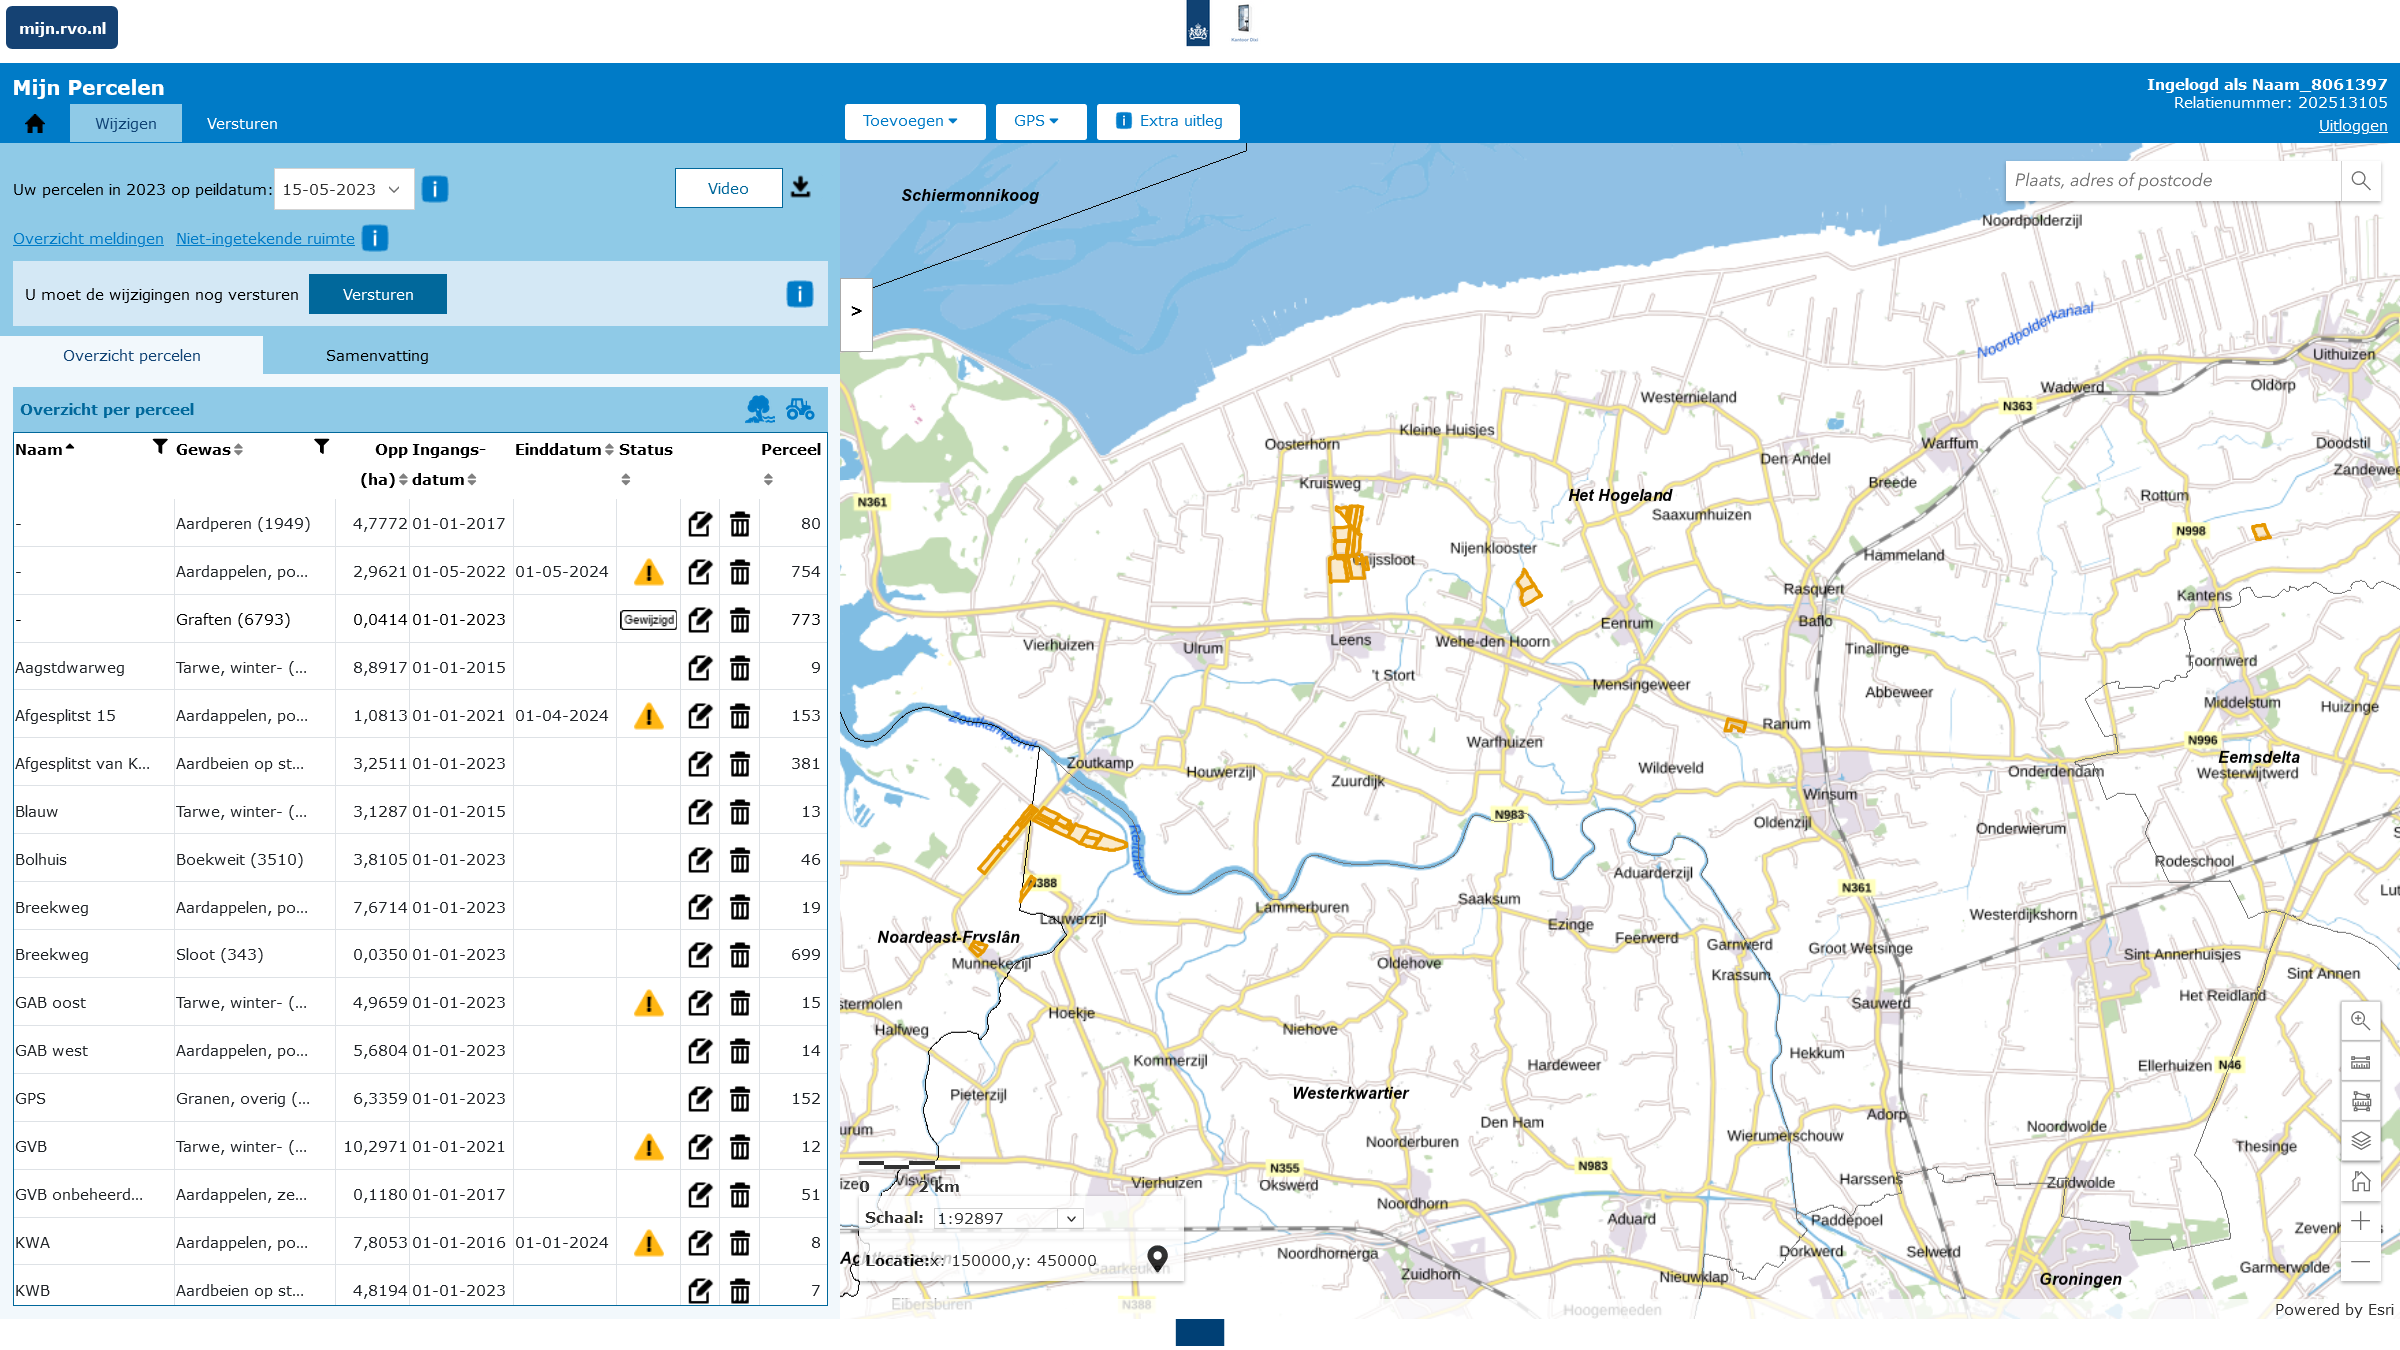 mijn.rvo.nl
Kantoor Dixi
Mijn Percelen
Wijzigen
Versturen
Toevoegen
GPS
Extra uitleg
Ingelogd als Naam_8061397
Relatienummer: 202513105
Uitloggen
Uw percelen in 2023 op peildatum: 15-05-2023
Video
Overzicht meldingen
Niet-ingetekende ruimte
U moet de wijzigingen nog versturen
Versturen
Overzicht percelen
Samenvatting
Overzicht per perceel
Naam Gewas Opp (ha) Ingangs-datum Einddatum Status Perceel
- Aardperen (1949) 4,7772 01-01-2017 80
- Aardappelen, po... 2,9621 01-05-2022 01-05-2024 754
- Graften (6793) 0,0414 01-01-2023 Gewijzigd 773
Aagstdwarweg Tarwe, winter- (... 8,8917 01-01-2015 9
Afgesplitst 15 Aardappelen, po... 1,0813 01-01-2021 01-04-2024 153
Afgesplitst van K... Aardbeien op st... 3,2511 01-01-2023 381
Blauw Tarwe, winter- (... 3,1287 01-01-2015 13
Bolhuis Boekweit (3510) 3,8105 01-01-2023 46
Breekweg Aardappelen, po... 7,6714 01-01-2023 19
Breekweg Sloot (343) 0,0350 01-01-2023 699
GAB oost Tarwe, winter- (... 4,9659 01-01-2023 15
GAB west Aardappelen, po... 5,6804 01-01-2023 14
GPS Granen, overig (... 6,3359 01-01-2023 152
GVB Tarwe, winter- (... 10,2971 01-01-2021 12
GVB onbeheerd... Aardappelen, ze... 0,1180 01-01-2017 51
KWA Aardappelen, po... 7,8053 01-01-2016 01-01-2024 8
KWB Aardbeien op st... 4,8194 01-01-2023 7
>
Plaats, adres of postcode
Schiermonnikoog
Noordpolderzijl
Noordpolderkanaal
Uithuizen
Wadwerd
Oldorp
Westernieland
N363
Kleine Huisjes
Oosterhörn
Warffum
Doodstil
Den Andel
Zandewee
Kruisweg
Breede
N361
Het Hogeland
Rottum
Saaxumhuizen
N998
Nijenklooster
Hammeland
Rasquert
Kantens
Eenrum
Baflo
Vierhuizen
Ulrum
Leens
Wehe-den Hoorn
Tinallinge
Toornwerd
't Stort
Mensingeweer
Abbeweer
Middelstum
Huizinge
Ranum
Warfhuizen
N996
Eemsdelta
Zoutkamp
Houwerzijl
Zuurdijk
Wildeveld
Onderdendam
Westerwijtwerd
Winsum
N983
Oldenzijl
Onderwierum
Reitdiep
Rodeschool
Aduarderzijl
N388
N361
Lammerburen
Saaksum
Lauwerzijl
Westerdijkshorn
Ezinge
Noardeast-Fryslân
Feerwerd
Garnwerd
Groot Wetsinge
Sint Annerhuisjes
Munnekezijl
Oldehove
Krassum
Sint Annen
Het Reidland
stermolen
Sauwerd
Hoekje
Halfweg
Niehove
Hekkum
Kommerzijl
Hardeweer
Ellerhuizen
N46
Pieterzijl
Westerkwartier
Adorp
Den Ham
Noordwolde
urum
Noorderburen
Wierumerschouw
Thesinge
N355
N983
Visvliet
Vierhuizen
Okswerd
Harssens
Zuidwolde
Noordhorn
Aduard
Paddepoel
Noordhornerga
Dorkwerd
Selwerd
Garmerwolde
Zuidhorn
Nieuwklap
Groningen
Eibersburen
N388
Hoogemeeden
0 2 km
Schaal: 1:92897
Locatie:x: 150000,y: 450000
Powered by Esri